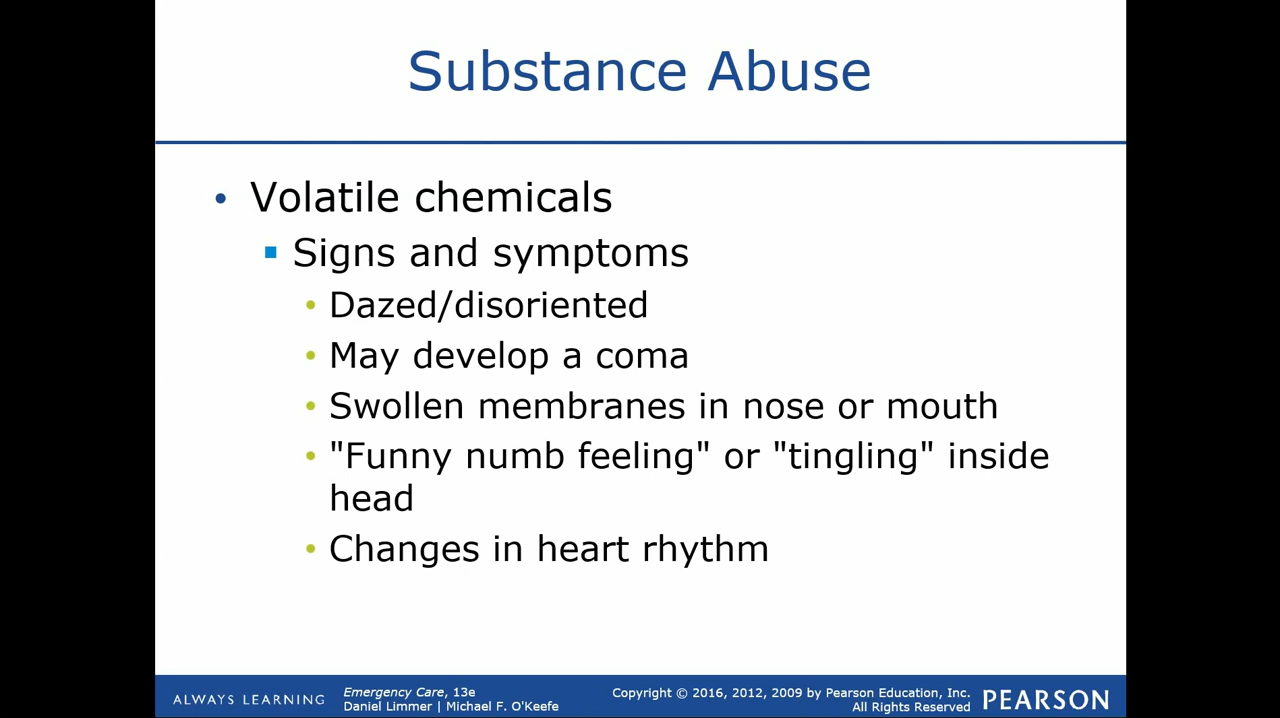 Substance Abuse
• Volatile chemicals
▪ Signs and symptoms
• Dazed/disoriented
• May develop a coma
• Swollen membranes in nose or mouth
• "Funny numb feeling" or "tingling" inside
head
• Changes in heart rhythm
ALWAYS LEARNING
Emergency Care, 13e
Daniel Limmer | Michael F. O'Keefe
Copyright © 2016, 2012, 2009 by Pearson Education, Inc.
All Rights Reserved
PEARSON